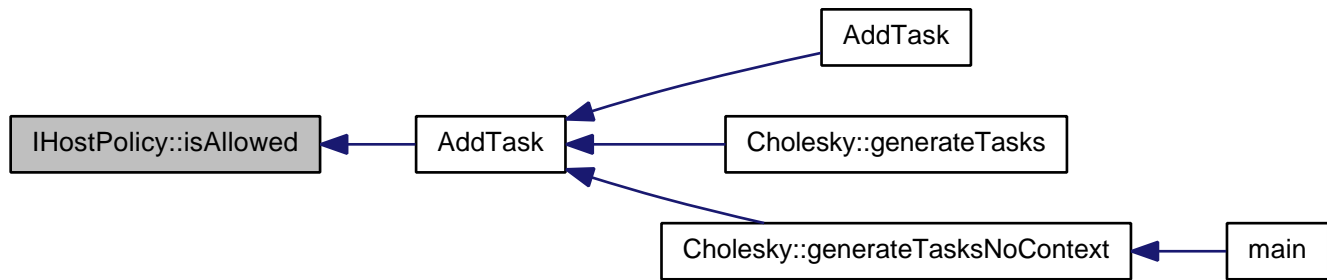 IHostPolicy::isAllowed
AddTask
AddTask
Cholesky::generateTasks
Cholesky::generateTasksNoContext
main